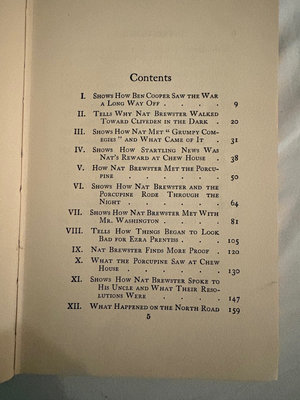 Contents
I. Shows How Ben Cooper Saw the War
a Long Way Off . . . . 9
II. Tells Why Nat Brewster Walked
Toward Cliveden in the Dark . 20
III. Shows How Nat Met "Grumpy Com-
egies" and What Came of It . 31
IV. Shows How Startling News Was
Nat's Reward at Chew House . 38
V. How Nat Brewster Met the Porcu-
pine . . . . . . 50
VI. Shows How Nat Brewster and the
Porcupine Rode Through the
Night . . . . . . 64
VII. Shows How Nat Brewster Met With
Mr. Washington . . . . 81
VIII. Tells How Things Began to Look
Bad for Ezra Prentiss . . . 105
IX. Nat Brewster Finds More Proof . 120
X. What the Porcupine Saw at Chew
House . . . . . . 130
XI. Shows How Nat Brewster Spoke to
His Uncle and What Their Reso-
lutions Were . . . . 147
XII. What Happened on the North Road 159
5